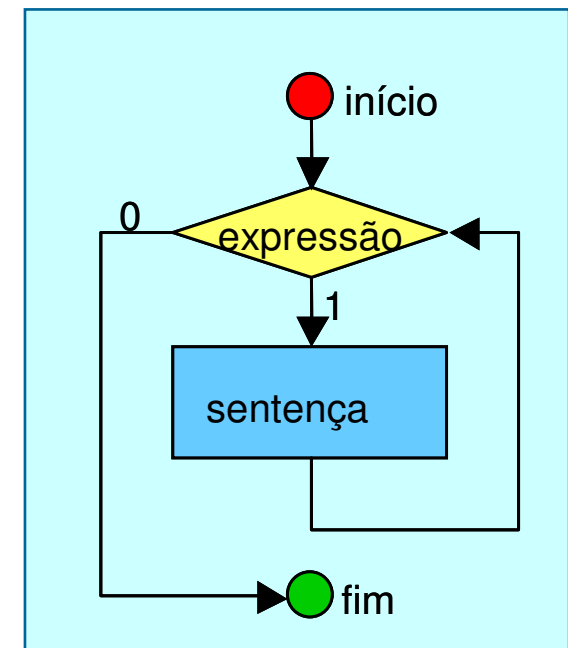 início
0
expressão
1
sentença
fim